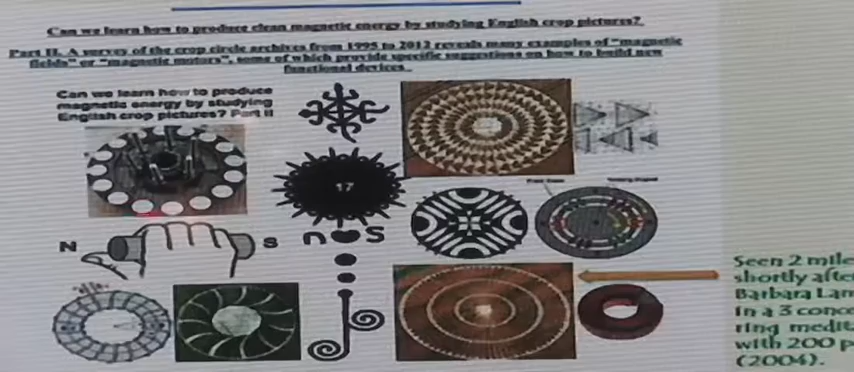 Can we learn how to produce clean magnetic energy by studying English crop pictures?.
Part II. A survey of the crop circle archives from 1995 to 2012 reveals many examples of "magnetic
fields" or "magnetic motors", some of which provide specific suggestions on how to build new
functional devices.
Can we learn how to produce
magnetic energy by studying
English crop pictures? Part II
17
N
S
n
S
Seen 2 mile
shortly afte
Barbara Lam
in a 3 conce
ring medita
with 200 p
(2004).